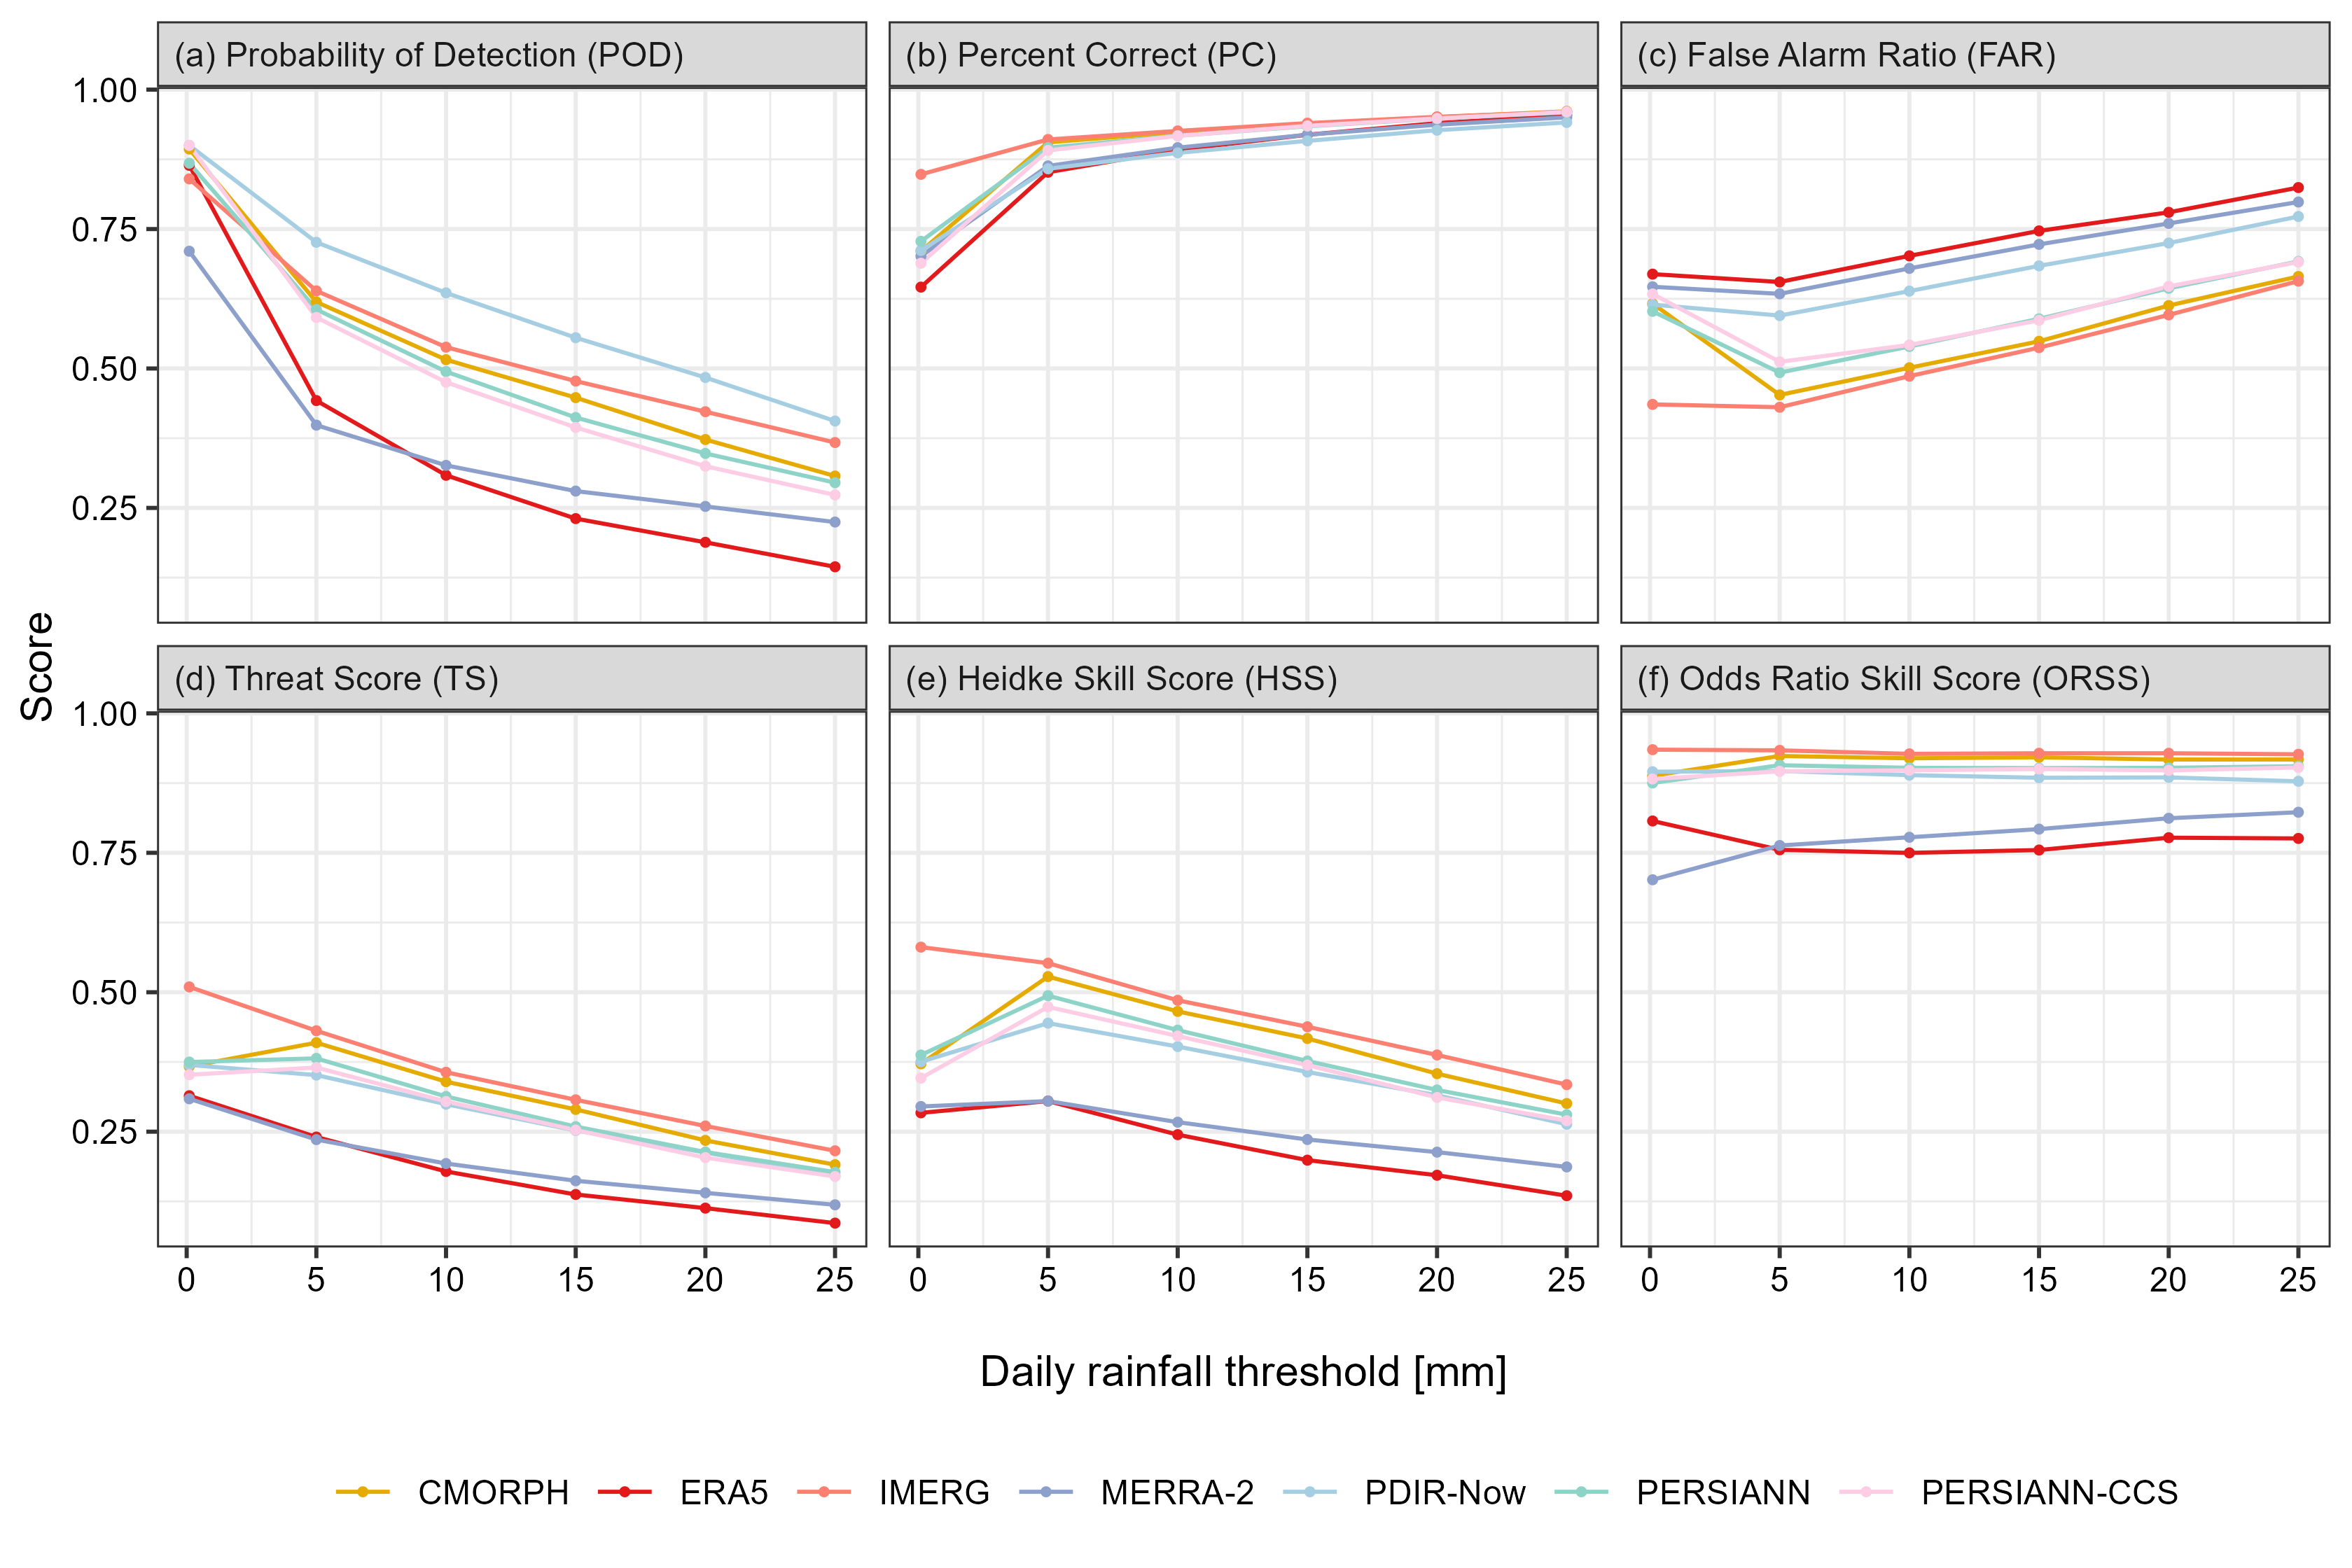 (a) Probability of Detection (POD)
(b) Percent Correct (PC)
(c) False Alarm Ratio (FAR)
1.00
0.75
0.50
0.25
Score
(d) Threat Score (TS)
(e) Heidke Skill Score (HSS)
(f) Odds Ratio Skill Score (ORSS)
1.00
0.75
0.50
0.25
0 5 10 15 20 25
0 5 10 15 20 25
0 5 10 15 20 25
Daily rainfall threshold [mm]
CMORPH ERA5 IMERG MERRA-2 PDIR-Now PERSIANN PERSIANN-CCS